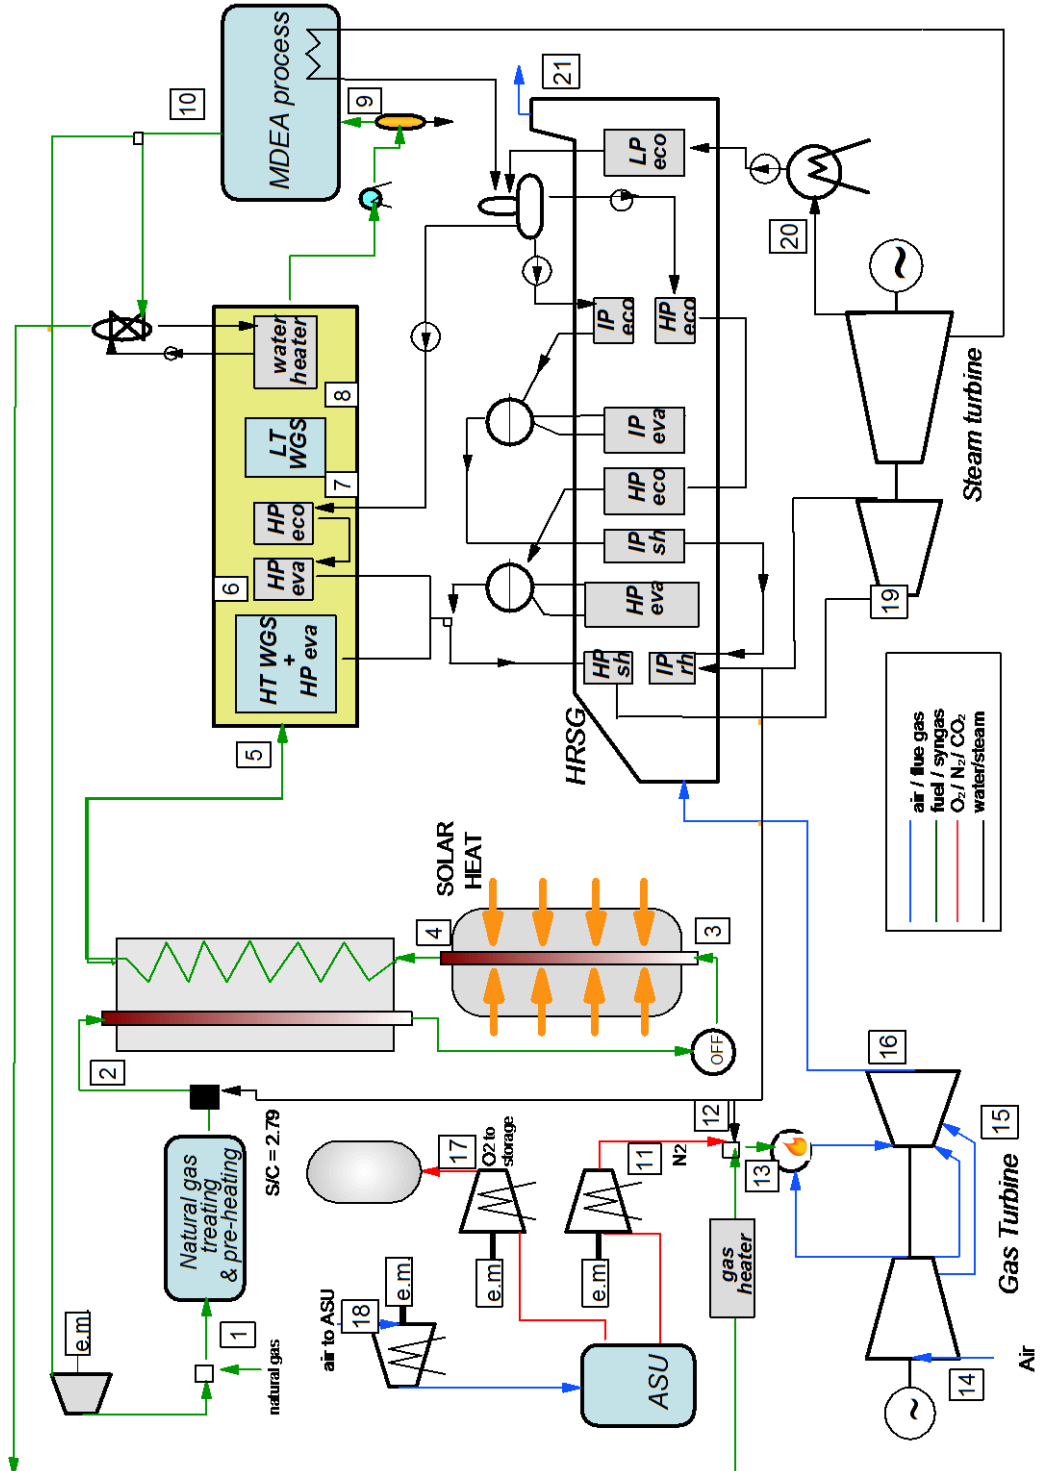 10
MDEA process
9
21
LP
eco
20
water
heater
8
LT
WGS
7
HP
eco
HP
eva
6
HT WGS
+
HP eva
5
IP
eco
HP
eco
IP
eva
HP
eco
IP
sh
HP
eva
HP
sh
IP
rh
HRSG
Steam turbine
19
air / flue gas
fuel / syngas
O₂/ N₂/ CO₂
water/steam
SOLAR
HEAT
4
3
OFF
2
S/C = 2.79
Natural gas
treating
& pre-heating
1
natural gas
e.m
17
O2 to
storage
e.m
11
N2
e.m
12
13
gas
heater
air to ASU
18
e.m
ASU
16
15
Gas Turbine
14
Air